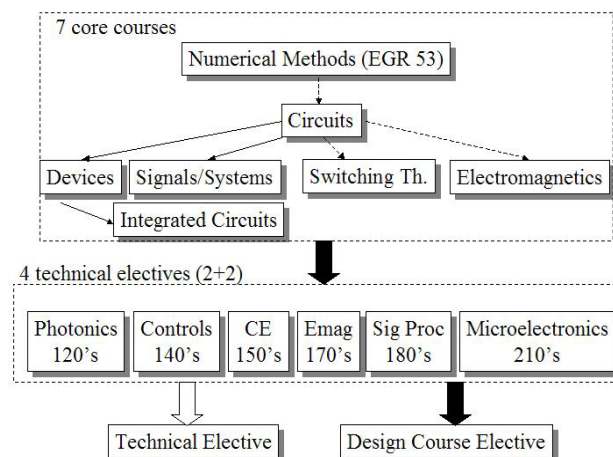 7 core courses
Numerical Methods (EGR 53)
Circuits
Devices
Signals/Systems
Switching Th.
Electromagnetics
Integrated Circuits
4 technical electives (2+2)
Photonics
120's
Controls
140's
CE
150's
Emag
170's
Sig Proc
180's
Microelectronics
210's
Technical Elective
Design Course Elective